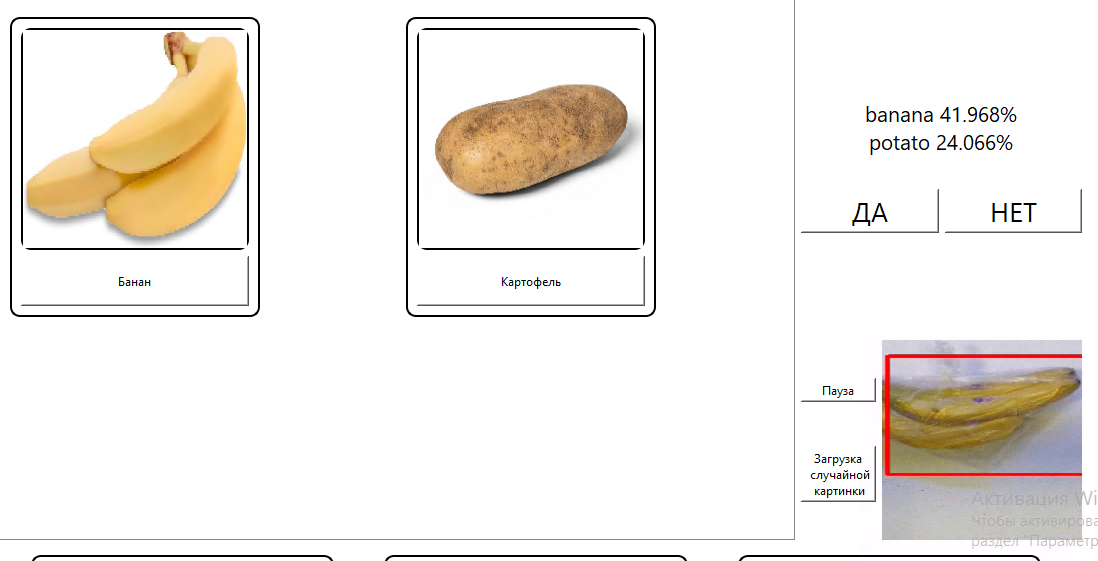 Банан
Картофель
banana 41.968%
potato 24.066%
ДА
НЕТ
Пауза
Загрузка
случайной
картинки
Активация Wi
Чтобы активирова
раздел "Параметр